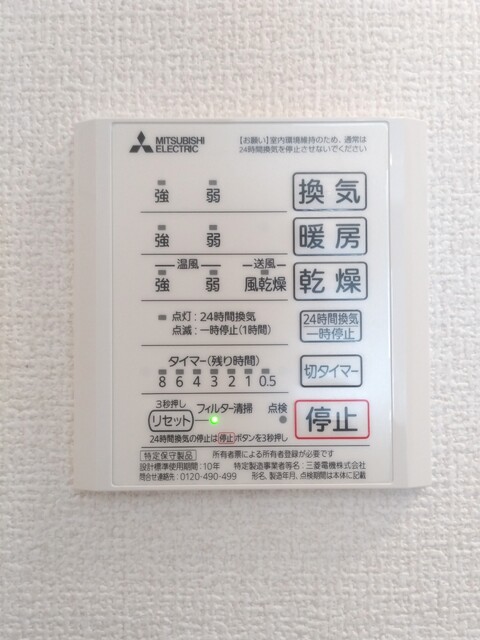 MITSUBISHI
ELECTRIC
【お願い】室内環境維持のため、通常は
24時間換気を停止させないでください
強 弱 換気
強 弱 暖房
温風 送風
強 弱 風乾燥 乾燥
点灯:24時間換気
点滅:一時停止(1時間)
24時間換気
一時停止
タイマー(残り時間)
8 6 4 3 2 1 0.5
切タイマー
3秒押し
リセット フィルター清掃 点検 停止
24時間換気の停止は停止ボタンを3秒押し
特定保守製品 所有者票による所有者登録が必要です
設計標準使用期間:10年 特定製造事業者等名:三菱電機株式会社
問合せ連絡先:0120-490-499 形名、製造年月、点検期間は本体に記載